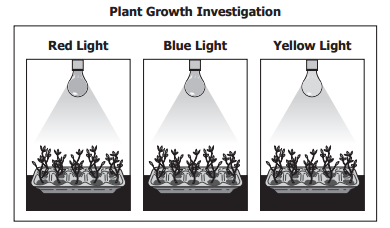 Plant Growth Investigation
Red Light
Blue Light
Yellow Light